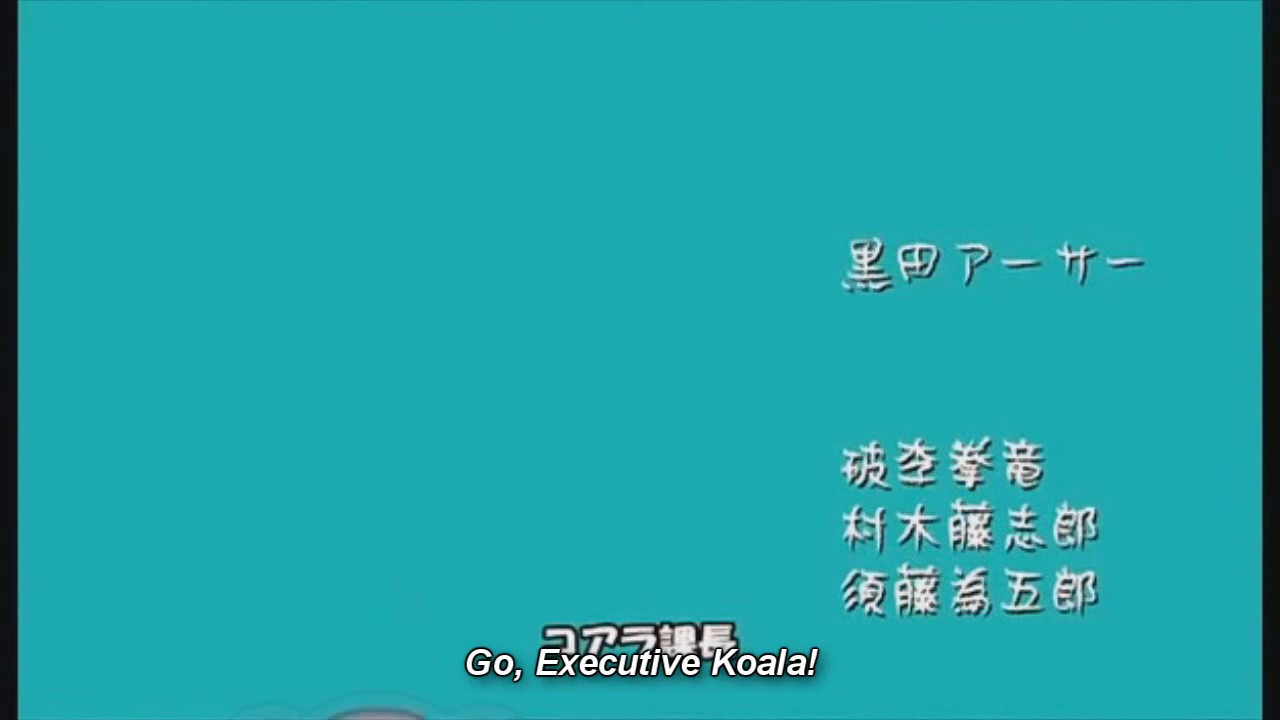 黒田アーサー
破李拳竜
村木藤志郎
須藤為五郎
コアラ課長
Go, Executive Koala!